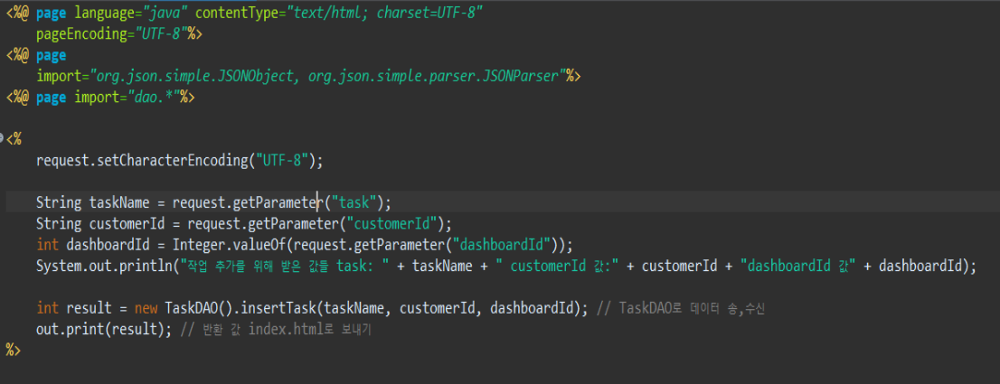 <%@ page language="java" contentType="text/html; charset=UTF-8"
    pageEncoding="UTF-8"%>
<%@ page
    import="org.json.simple.JSONObject, org.json.simple.parser.JSONParser"%>
<%@ page import="dao.*"%>
<%
    request.setCharacterEncoding("UTF-8");
    String taskName = request.getParameter("task");
    String customerId = request.getParameter("customerId");
    int dashboardId = Integer.valueOf(request.getParameter("dashboardId"));
    System.out.println("작업 추가를 위해 받은 값들 task: " + taskName + " customerId 값:" + customerId + "dashboardId 값" + dashboardId);
    int result = new TaskDAO().insertTask(taskName, customerId, dashboardId); // TaskDAO로 데이터 송,수신
    out.print(result); // 반환 값 index.html로 보내기
%>